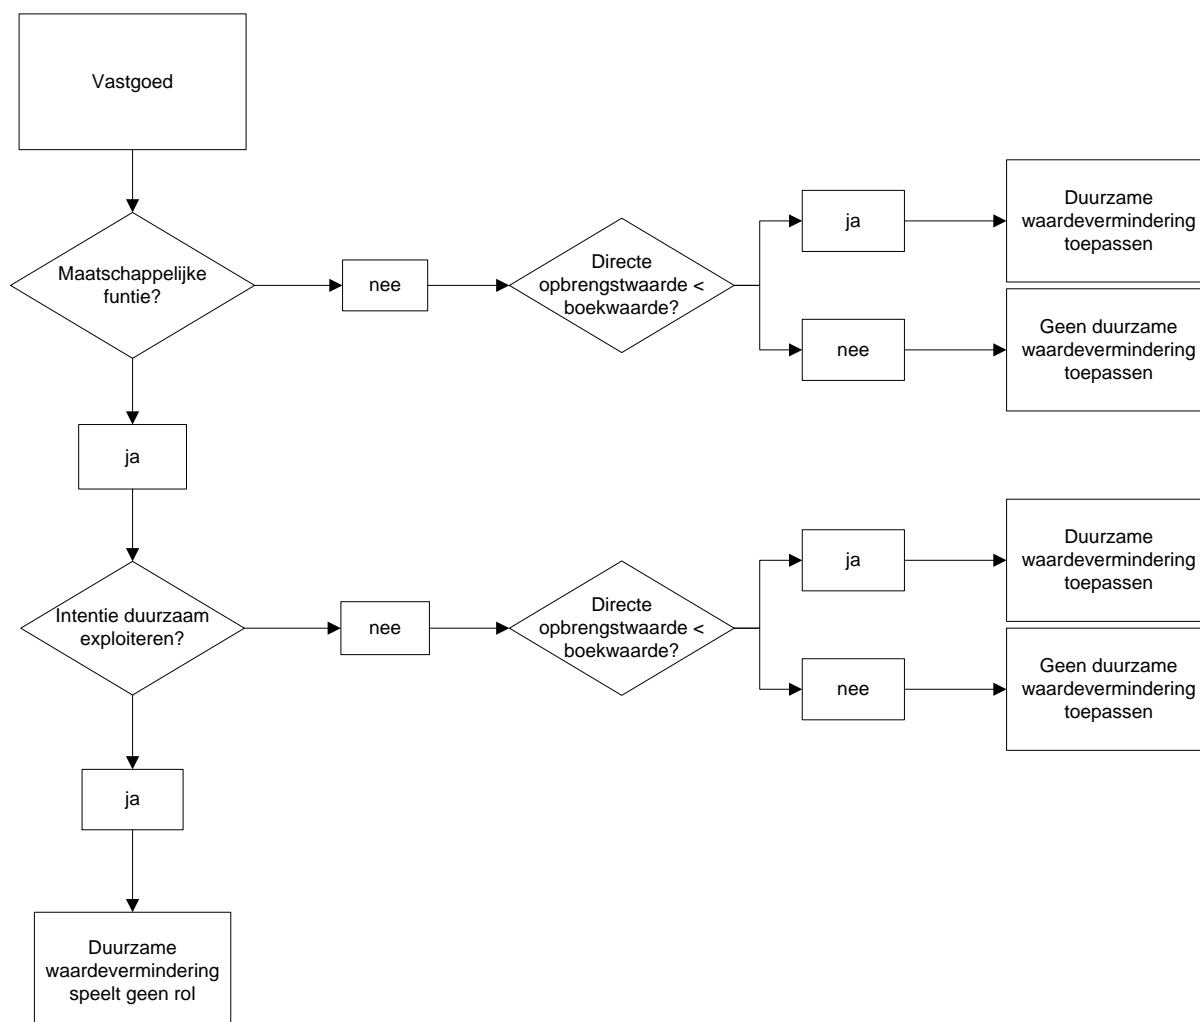 Vastgoed
Maatschappelijke
funtie?
nee
Directe
opbrengstwaarde <
boekwaarde?
ja
Duurzame
waardevermindering
toepassen
nee
Geen duurzame
waardevermindering
toepassen
ja
Intentie duurzaam
exploiteren?
nee
Directe
opbrengstwaarde <
boekwaarde?
ja
Duurzame
waardevermindering
toepassen
nee
Geen duurzame
waardevermindering
toepassen
ja
Duurzame
waardevermindering
speelt geen rol